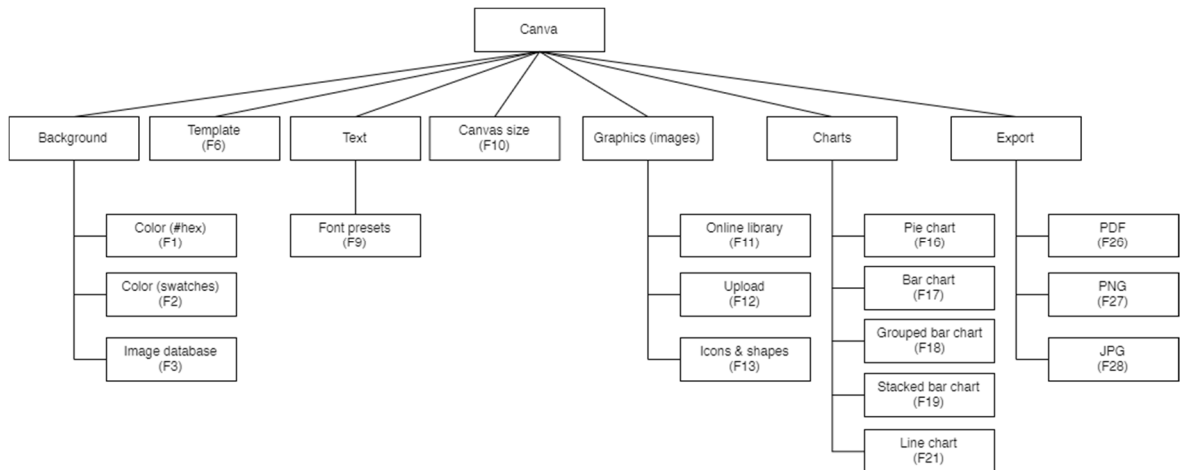 Canva
Background
Template
(F6)
Text
Canvas size
(F10)
Graphics (images)
Charts
Export
Color (#hex)
(F1)
Color (swatches)
(F2)
Image database
(F3)
Font presets
(F9)
Online library
(F11)
Upload
(F12)
Icons & shapes
(F13)
Pie chart
(F16)
Bar chart
(F17)
Grouped bar chart
(F18)
Stacked bar chart
(F19)
Line chart
(F21)
PDF
(F26)
PNG
(F27)
JPG
(F28)